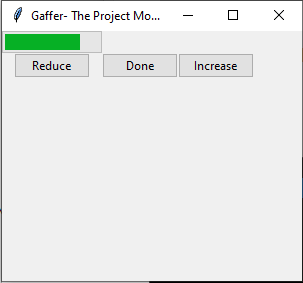 Gaffer- The Project Mo...
Reduce Done Increase